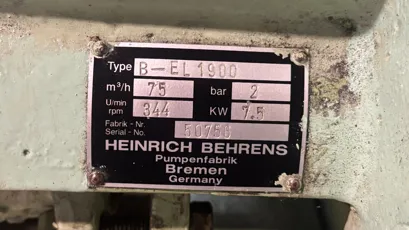 Type B-EL 1900
m³/h 75 bar 2
U/min rpm 344 KW 7.5
Fabrik-Nr.
Serial-No.
HEINRICH BEHRENS
Pumpenfabrik
Bremen
Germany